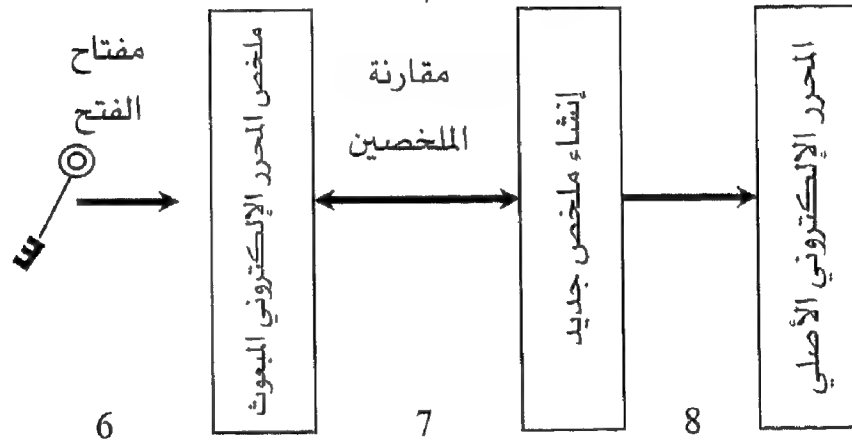 مفتاح
الفتح
ملخص المحرر الإلكتروني المبعوث
مقارنة
الملخصين
إنشاء ملخص جديد
المحرر الإلكتروني الأصلي
6
7
8